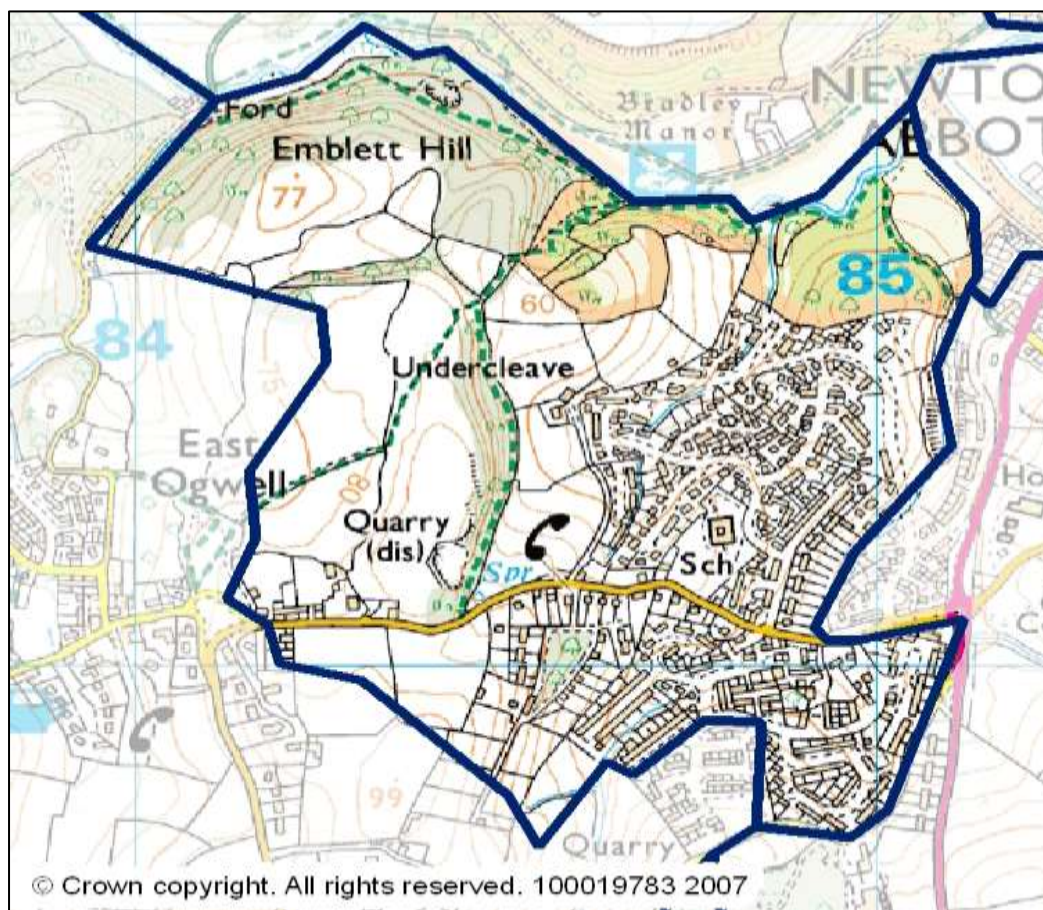 NEWTO
ABBOT
Bradley
Manor
Ford
Emblett Hill
77
85
60
84
75
Undercleave
East
Ogwell
80
Quarry
(dis)
Spr
Sch
Ho
99
Quarry
© Crown copyright. All rights reserved. 100019783 2007